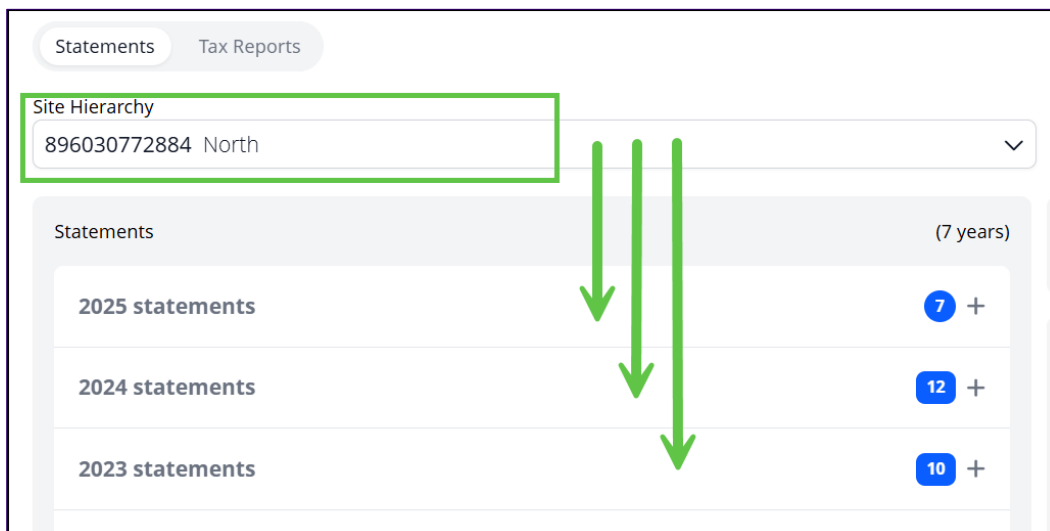 Statements Tax Reports
Site Hierarchy
896030772884 North
Statements (7 years)
2025 statements 7 +
2024 statements 12 +
2023 statements 10 +